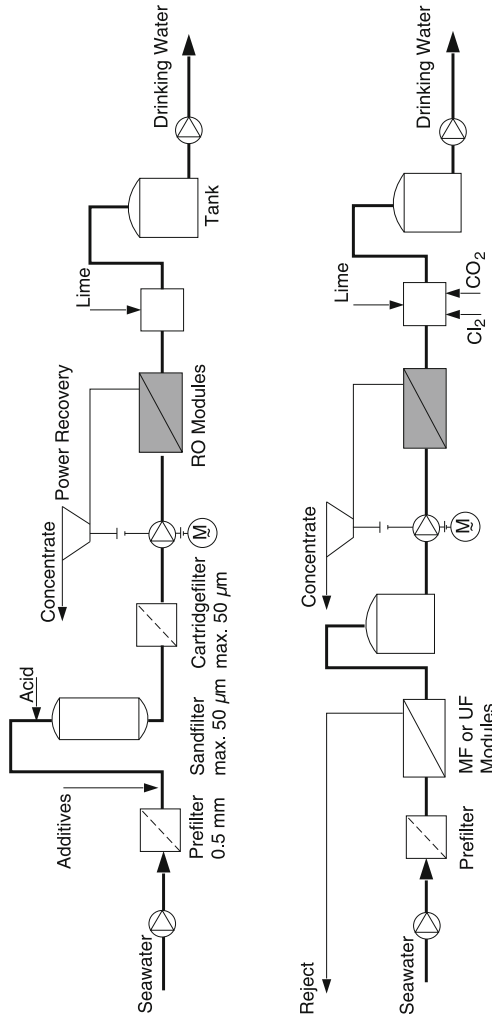 Seawater
Prefilter
0.5 mm
Additives
Acid
Sandfilter
max. 50 µm
Cartridgefilter
max. 50 µm
Concentrate
Power Recovery
M
~
RO Modules
Lime
Tank
Drinking Water
Seawater
Reject
Prefilter
MF or UF
Modules
Concentrate
M
~
Lime
Cl2
CO2
Drinking Water